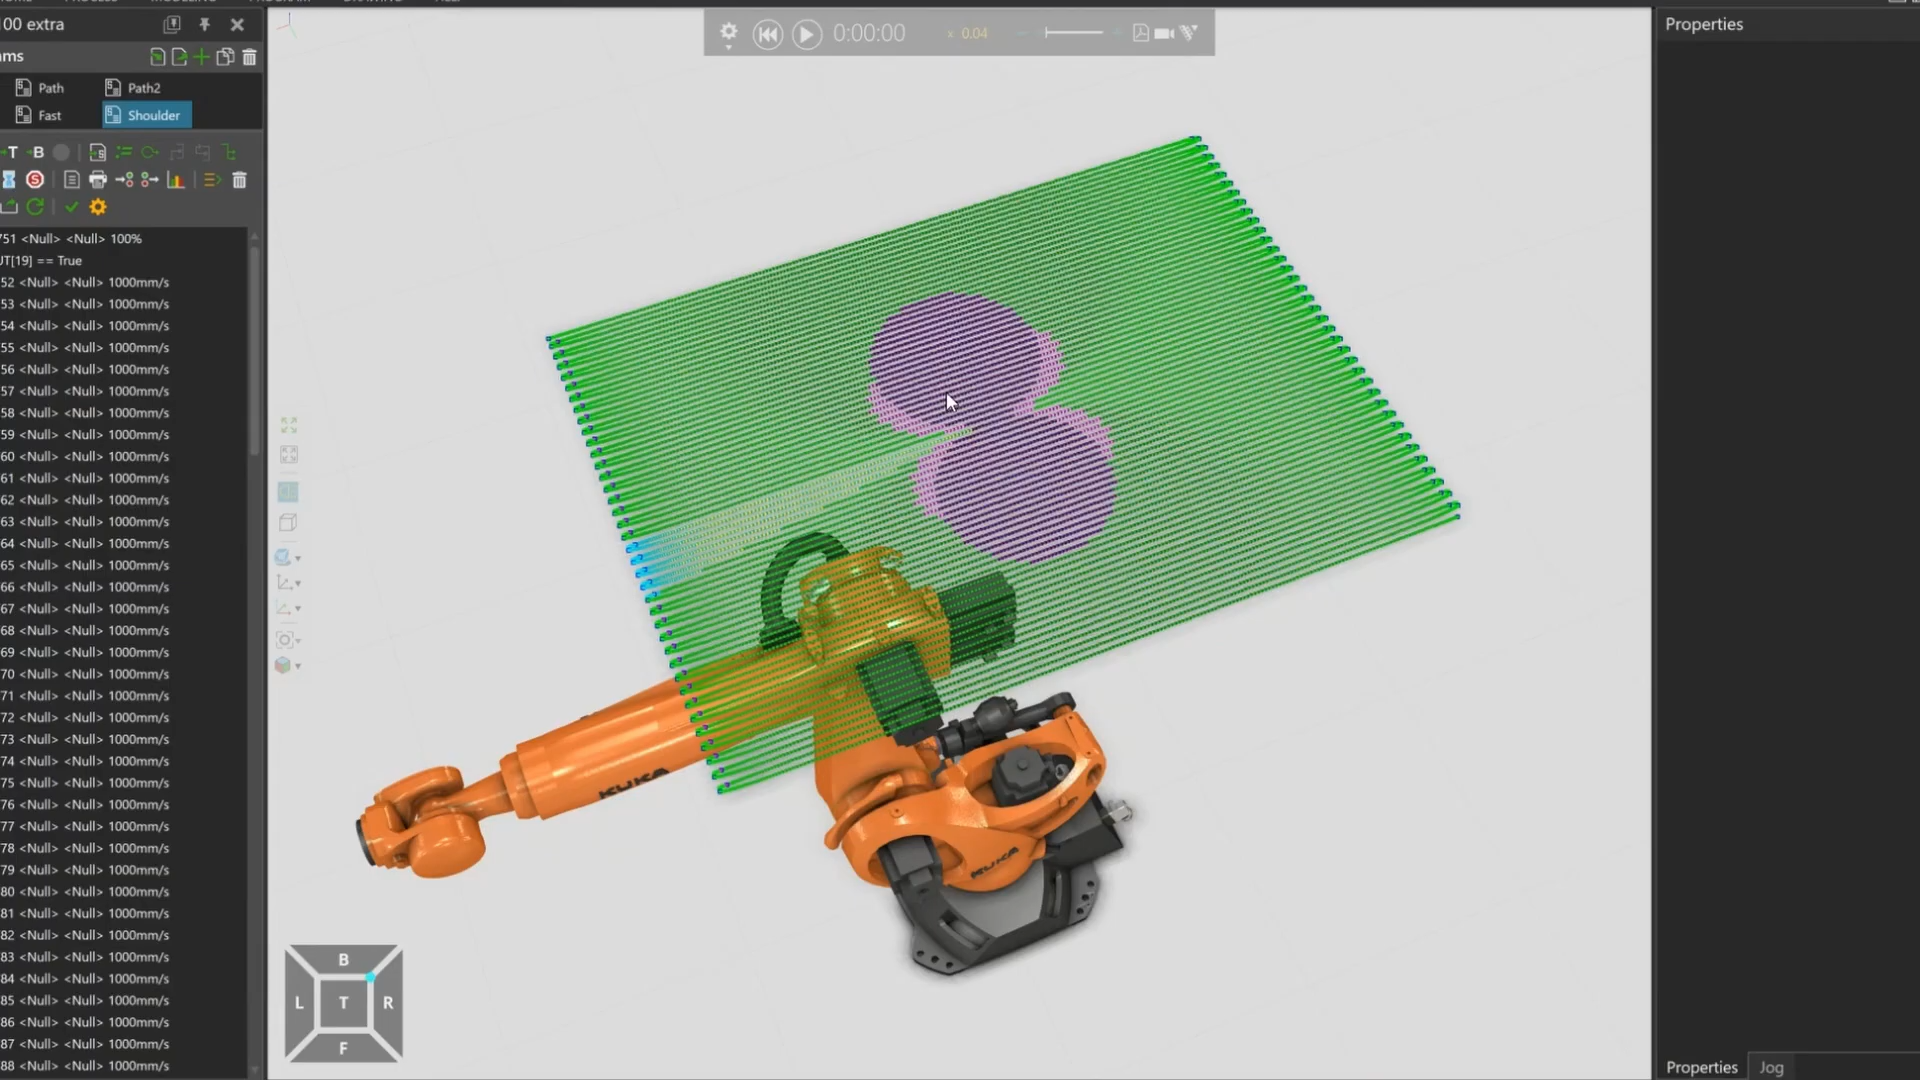 100 extra
Properties
0:00:00
x 0.04
ams
Path
Path2
Fast
Shoulder
T
B
S
751 <Null> <Null> 100%
UT[19] == True
52 <Null> <Null> 1000mm/s
53 <Null> <Null> 1000mm/s
54 <Null> <Null> 1000mm/s
55 <Null> <Null> 1000mm/s
56 <Null> <Null> 1000mm/s
57 <Null> <Null> 1000mm/s
58 <Null> <Null> 1000mm/s
59 <Null> <Null> 1000mm/s
60 <Null> <Null> 1000mm/s
61 <Null> <Null> 1000mm/s
62 <Null> <Null> 1000mm/s
63 <Null> <Null> 1000mm/s
64 <Null> <Null> 1000mm/s
65 <Null> <Null> 1000mm/s
66 <Null> <Null> 1000mm/s
67 <Null> <Null> 1000mm/s
68 <Null> <Null> 1000mm/s
69 <Null> <Null> 1000mm/s
70 <Null> <Null> 1000mm/s
71 <Null> <Null> 1000mm/s
72 <Null> <Null> 1000mm/s
73 <Null> <Null> 1000mm/s
74 <Null> <Null> 1000mm/s
75 <Null> <Null> 1000mm/s
76 <Null> <Null> 1000mm/s
77 <Null> <Null> 1000mm/s
78 <Null> <Null> 1000mm/s
79 <Null> <Null> 1000mm/s
80 <Null> <Null> 1000mm/s
81 <Null> <Null> 1000mm/s
82 <Null> <Null> 1000mm/s
83 <Null> <Null> 1000mm/s
84 <Null> <Null> 1000mm/s
85 <Null> <Null> 1000mm/s
86 <Null> <Null> 1000mm/s
87 <Null> <Null> 1000mm/s
88 <Null> <Null> 1000mm/s
KUKA
KUKA
B
L
T
R
F
Properties
Jog